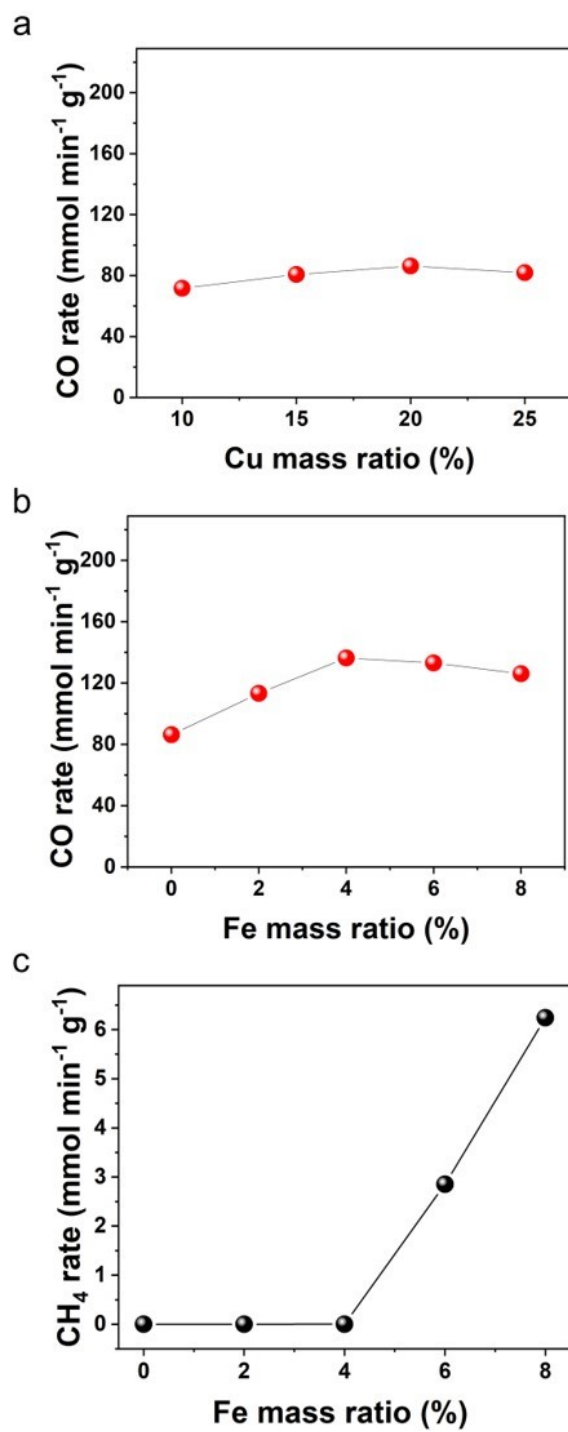 a
CO rate (mmol min⁻¹ g⁻¹)
200
160
120
80
40
0
10 15 20 25
Cu mass ratio (%)
b
CO rate (mmol min⁻¹ g⁻¹)
200
160
120
80
40
0
0 2 4 6 8
Fe mass ratio (%)
c
CH₄ rate (mmol min⁻¹ g⁻¹)
6
5
4
3
2
1
0
0 2 4 6 8
Fe mass ratio (%)